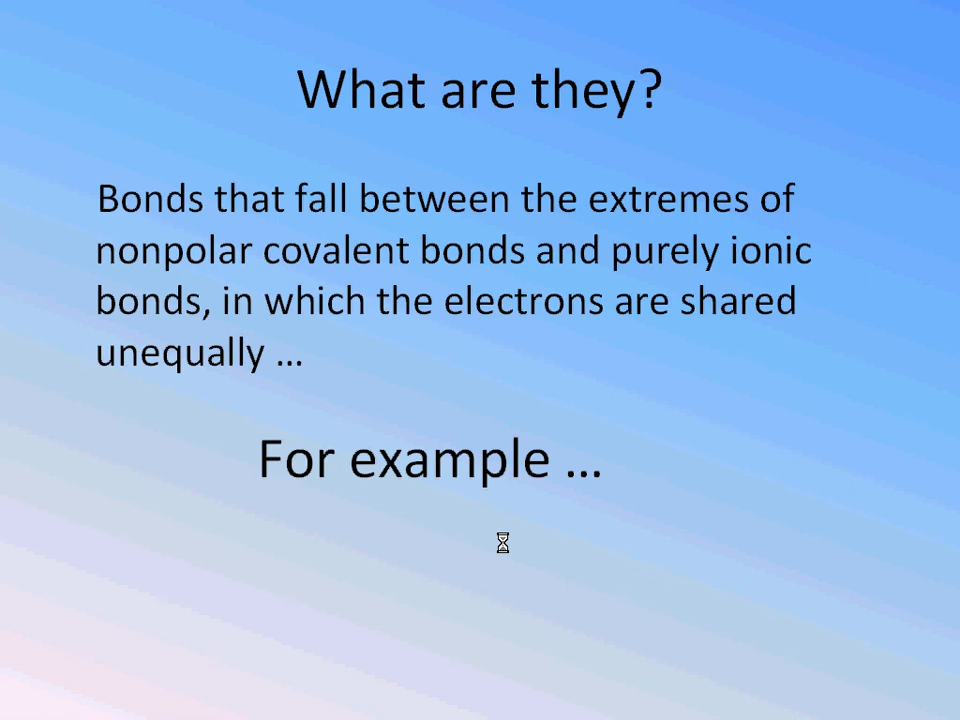 What are they?
Bonds that fall between the extremes of
nonpolar covalent bonds and purely ionic
bonds, in which the electrons are shared
unequally …
For example …